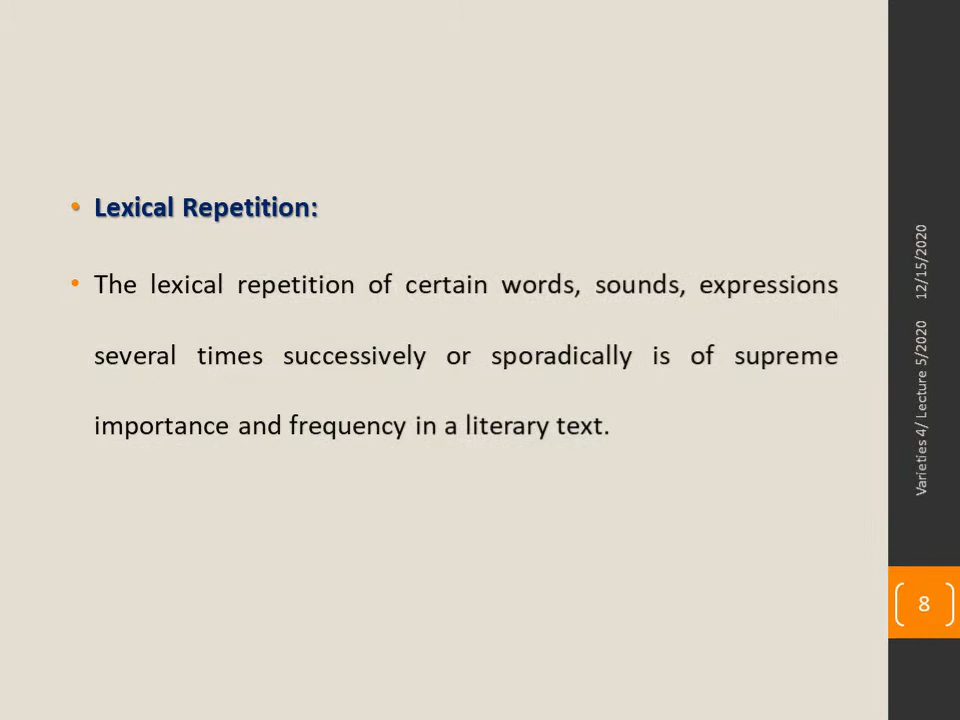 • Lexical Repetition:
• The lexical repetition of certain words, sounds, expressions
several times successively or sporadically is of supreme
importance and frequency in a literary text.
12/15/2020
Varieties 4/ Lecture 5/2020
8